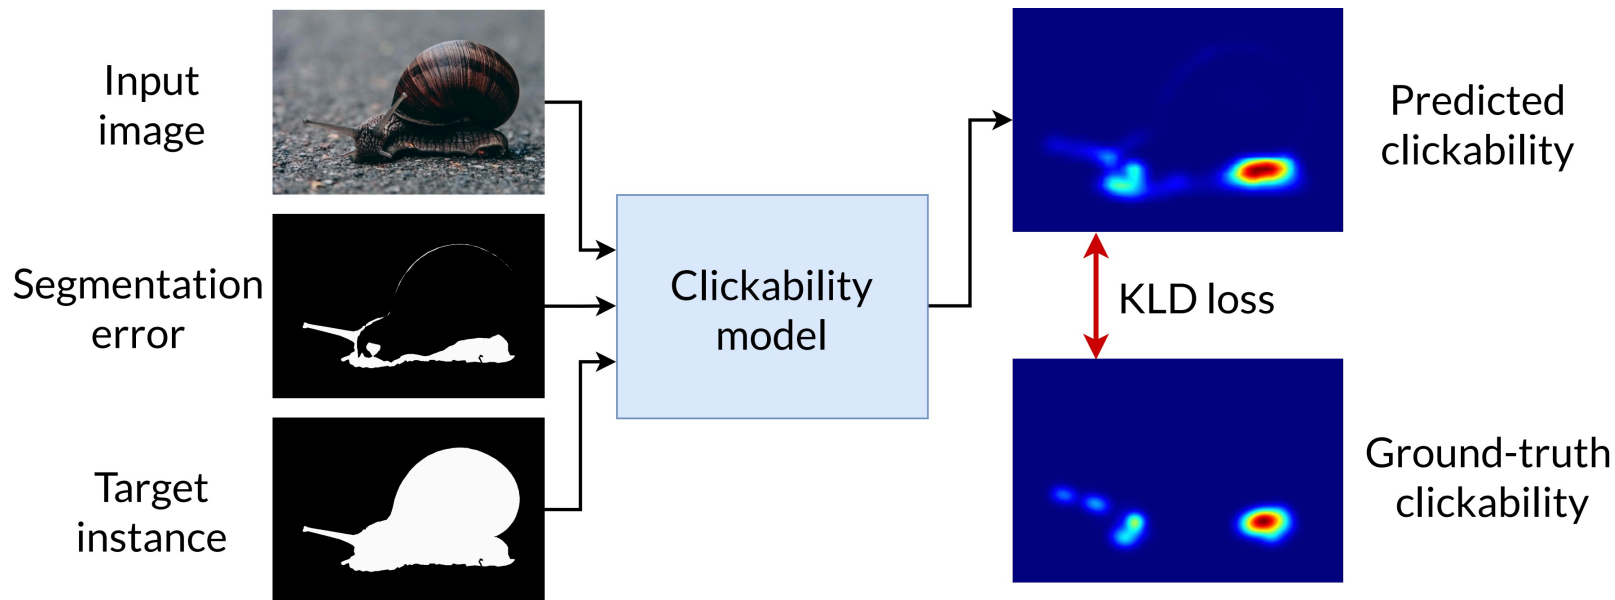 Input
image
Segmentation
error
Target
instance
Clickability
model
Predicted
clickability
KLD loss
Ground-truth
clickability